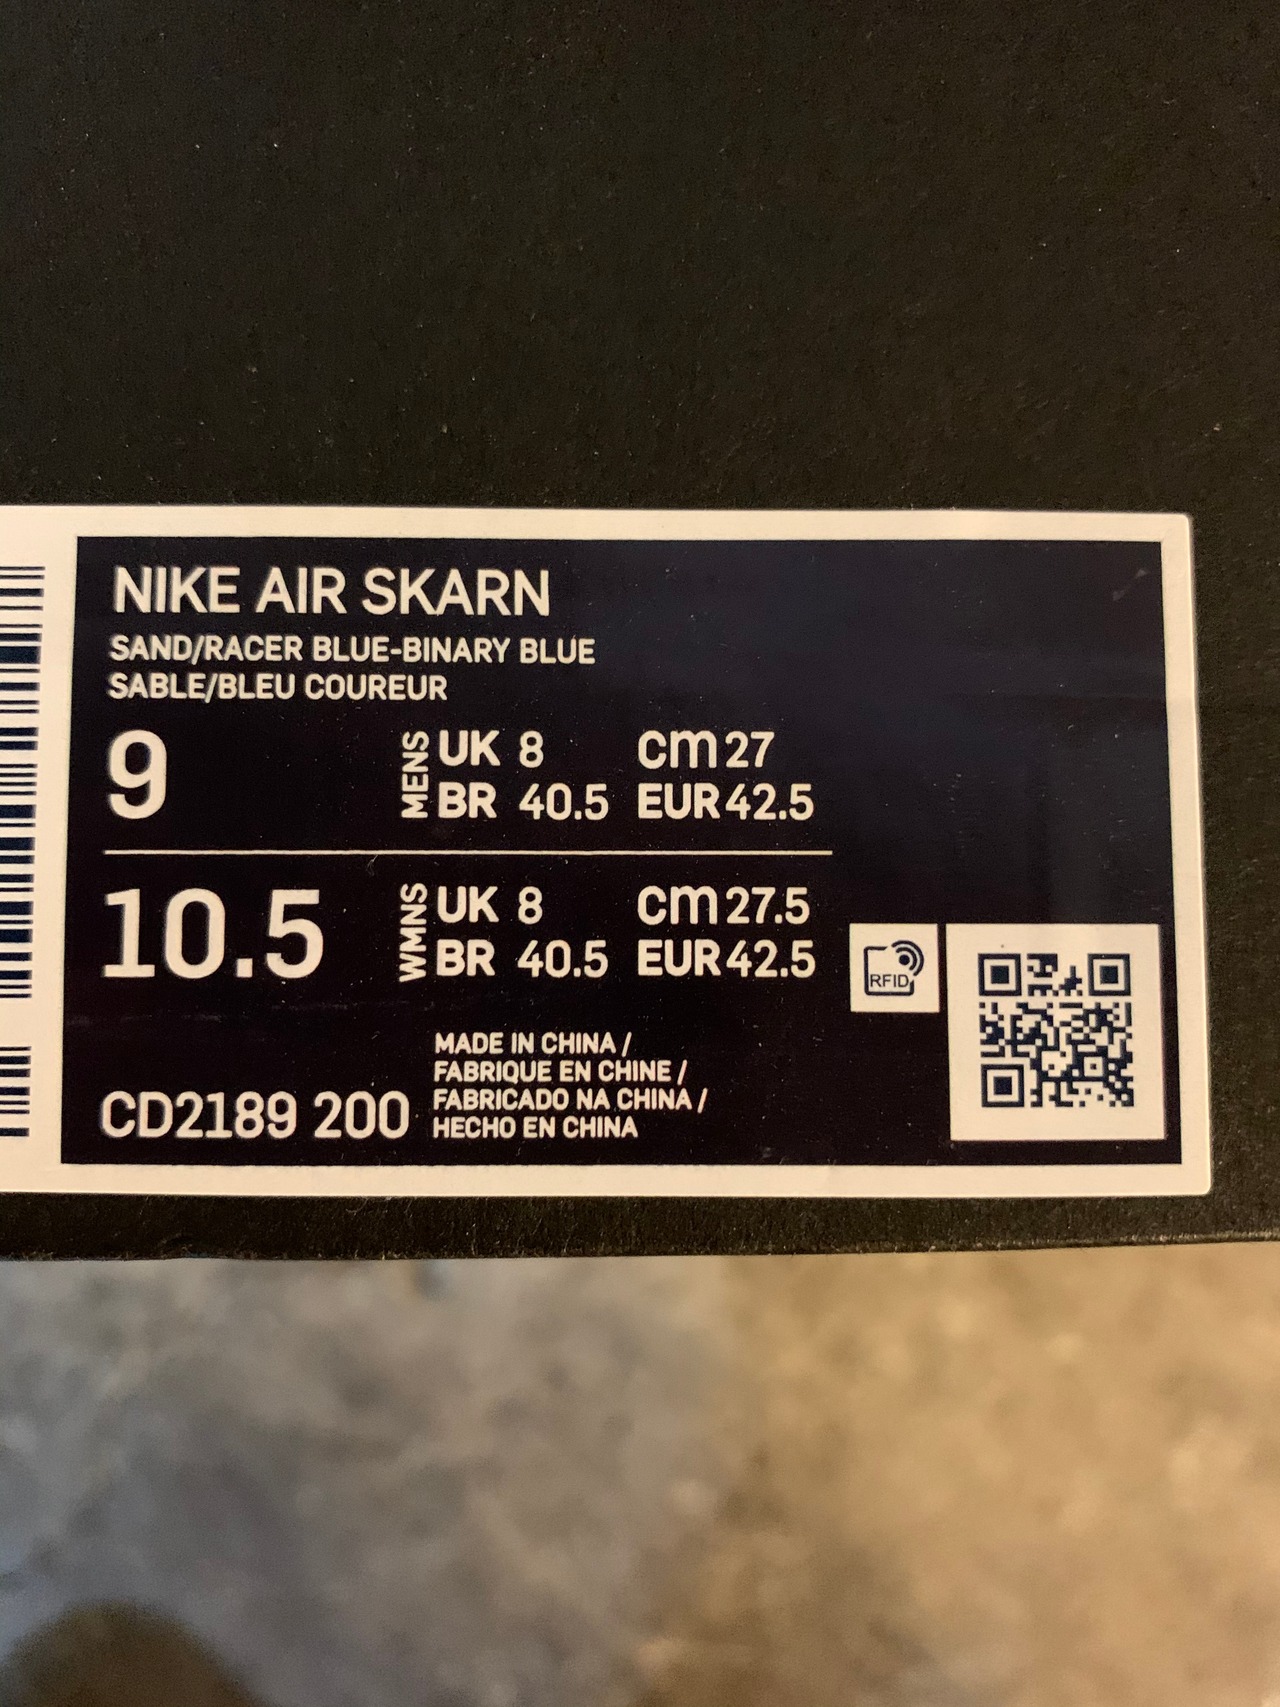 NIKE AIR SKARN
SAND/RACER BLUE-BINARY BLUE
SABLE/BLEU COUREUR
9
MENS
UK 8 CM 27
BR 40.5 EUR 42.5
10.5
WMNS
UK 8 CM 27.5
BR 40.5 EUR 42.5
RFID
CD2189 200
MADE IN CHINA /
FABRIQUE EN CHINE /
FABRICADO NA CHINA /
HECHO EN CHINA